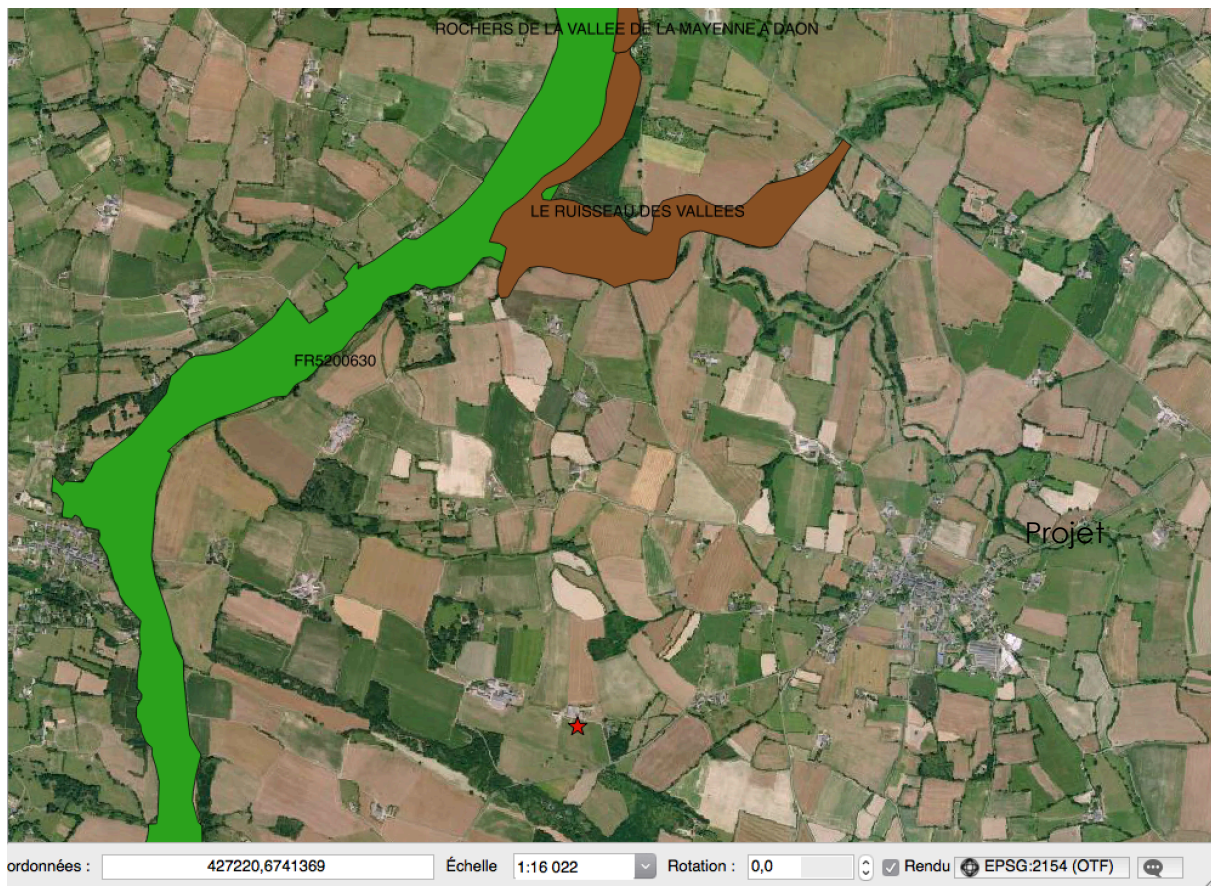 ROCHERS DE LA VALLEE DE LA MAYENNE A DAON
LE RUISSEAU DES VALLEES
FR5200630
Projet
ordonnées : 427220,6741369 Échelle 1:16 022 Rotation : 0,0 Rendu EPSG:2154 (OTF)